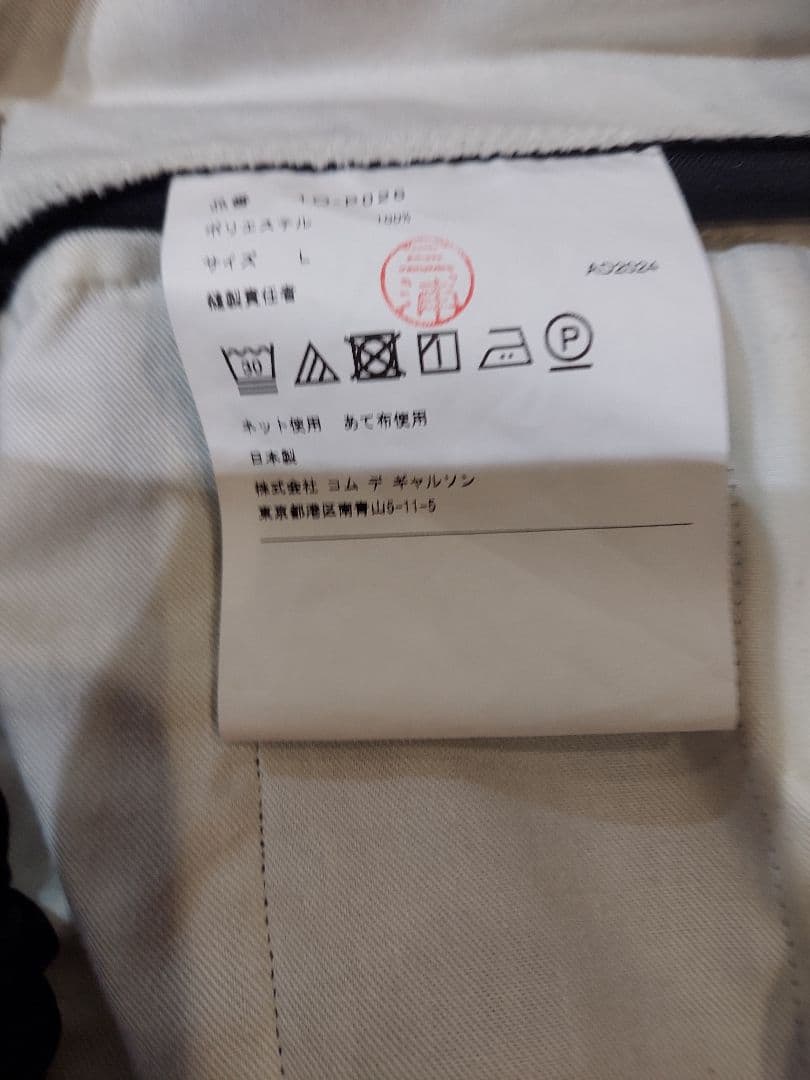 品番
ポリエステル 100%
サイズ L
AD2024
縫製責任者
30
P
ネット使用 あて布使用
日本製
株式会社 コム デ ギャルソン
東京都港区南青山5-11-5